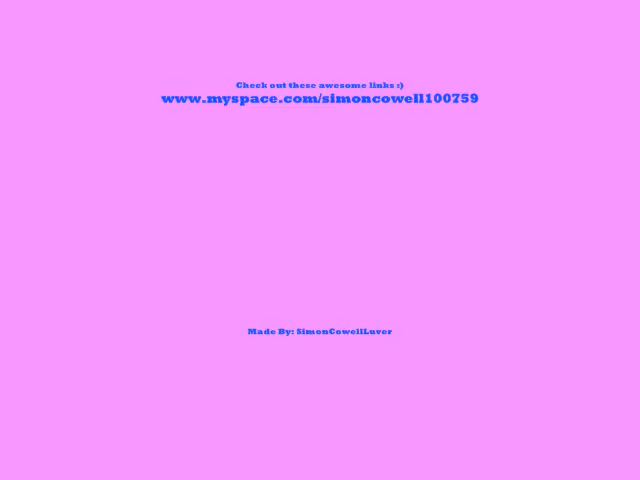 Check out these awesome links :)
www.myspace.com/simoncowell100759
Made By: SimonCowellLuver